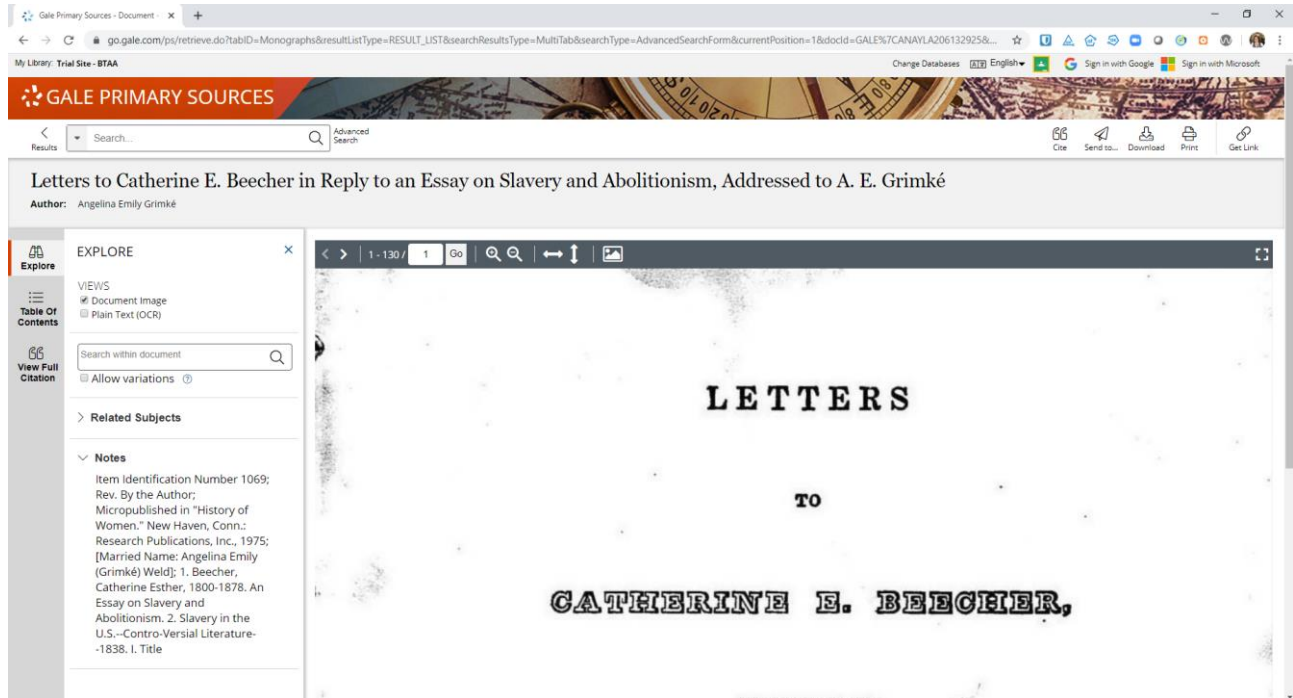 Gale Primary Sources - Document -
go.gale.com/ps/retrieve.do?tabID=Monographs&resultListType=RESULT_LIST&searchResultsType=MultiTab&searchType=AdvancedSearchForm&currentPosition=1&docId=GALE%7CANAYLA206132925&...
My Library: Trial Site - BTAA
Change Databases English Sign in with Google Sign in with Microsoft
GALE PRIMARY SOURCES
Results
Search...
Advanced
Search
Cite Send to... Download Print Get Link
Letters to Catherine E. Beecher in Reply to an Essay on Slavery and Abolitionism, Addressed to A. E. Grimké
Author: Angelina Emily Grimké
Explore
Table Of
Contents
View Full
Citation
EXPLORE
VIEWS
Document Image
Plain Text (OCR)
Search within document
Allow variations
Related Subjects
Notes
Item Identification Number 1069;
Rev. By the Author;
Micropublished in "History of
Women." New Haven, Conn.:
Research Publications, Inc., 1975;
[Married Name: Angelina Emily
(Grimké) Weld]; 1. Beecher,
Catherine Esther, 1800-1878. An
Essay on Slavery and
Abolitionism. 2. Slavery in the
U.S.--Contro-Versial Literature-
-1838. I. Title
1 - 130 / 1 Go
LETTERS
TO
CATHERINE E. BEECHER,